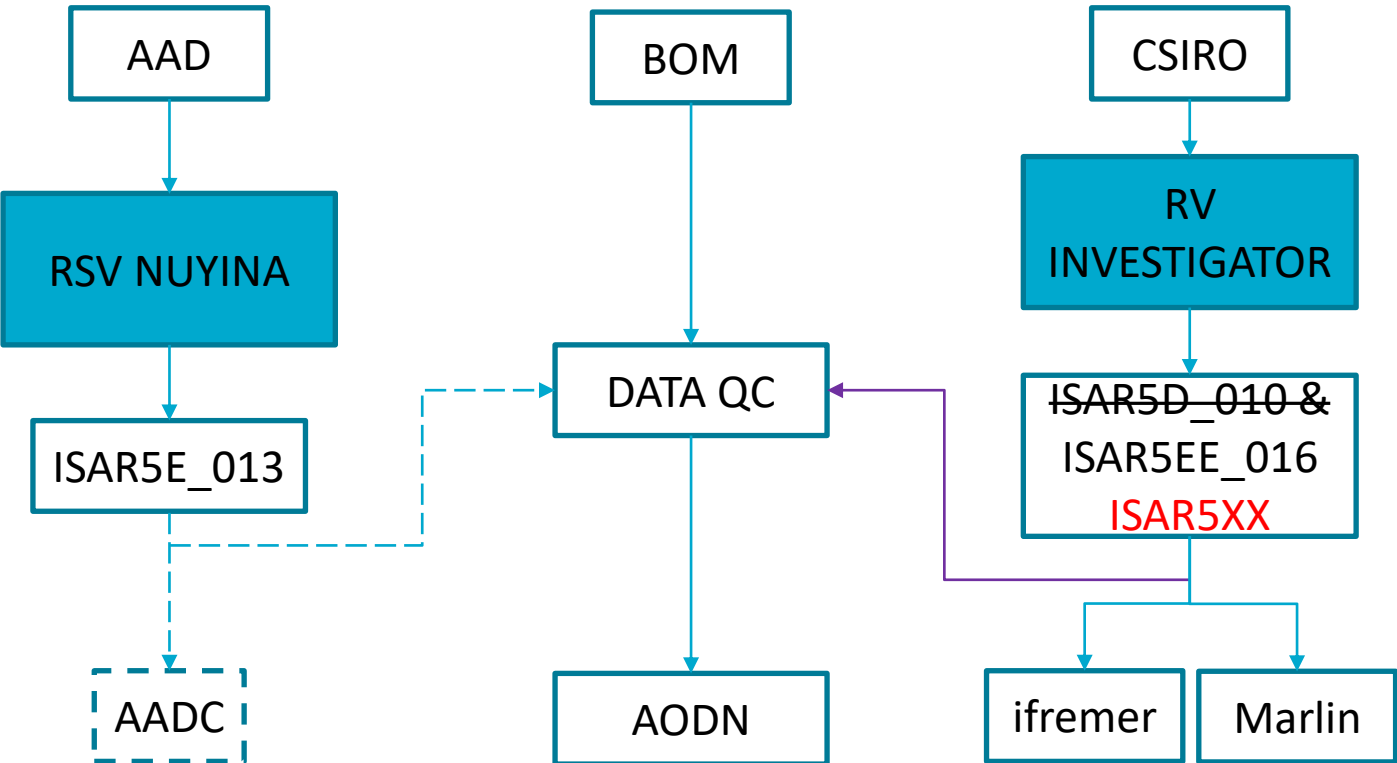 AAD
BOM
CSIRO
RSV NUYINA
RV
INVESTIGATOR
DATA QC
ISAR5E_013
ISAR5D_010 &
ISAR5EE_016
ISAR5XX
AADC
AODN
ifremer
Marlin